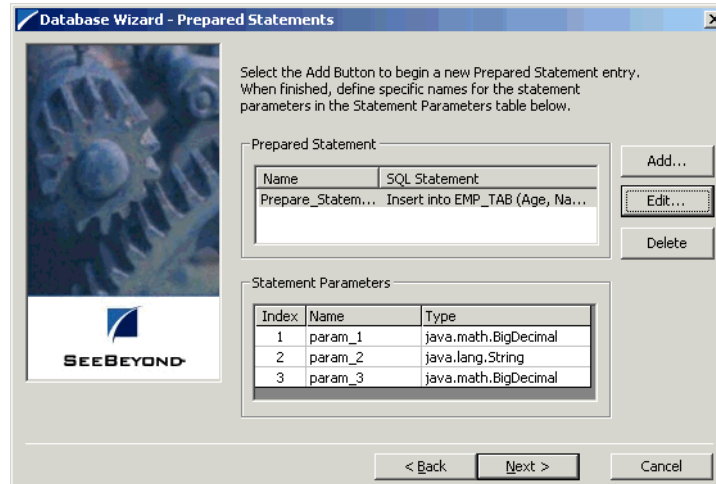 Database Wizard - Prepared Statements
Select the Add Button to begin a new Prepared Statement entry.
When finished, define specific names for the statement
parameters in the Statement Parameters table below.
Prepared Statement
Name SQL Statement
Prepare_Statem... Insert into EMP_TAB (Age, Na...
Add...
Edit...
Delete
Statement Parameters
Index Name Type
1 param_1 java.math.BigDecimal
2 param_2 java.lang.String
3 param_3 java.math.BigDecimal
SEEBEYOND
< Back Next > Cancel